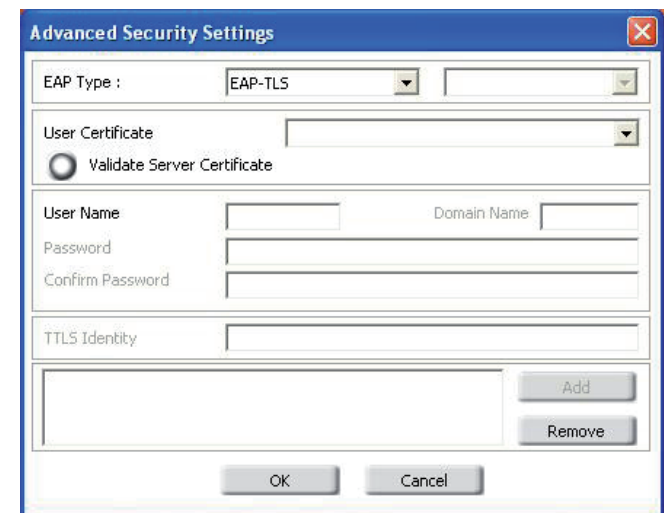 Advanced Security Settings
EAP Type : EAP-TLS
User Certificate
Validate Server Certificate
User Name Domain Name
Password
Confirm Password
TTLS Identity
Add
Remove
OK Cancel